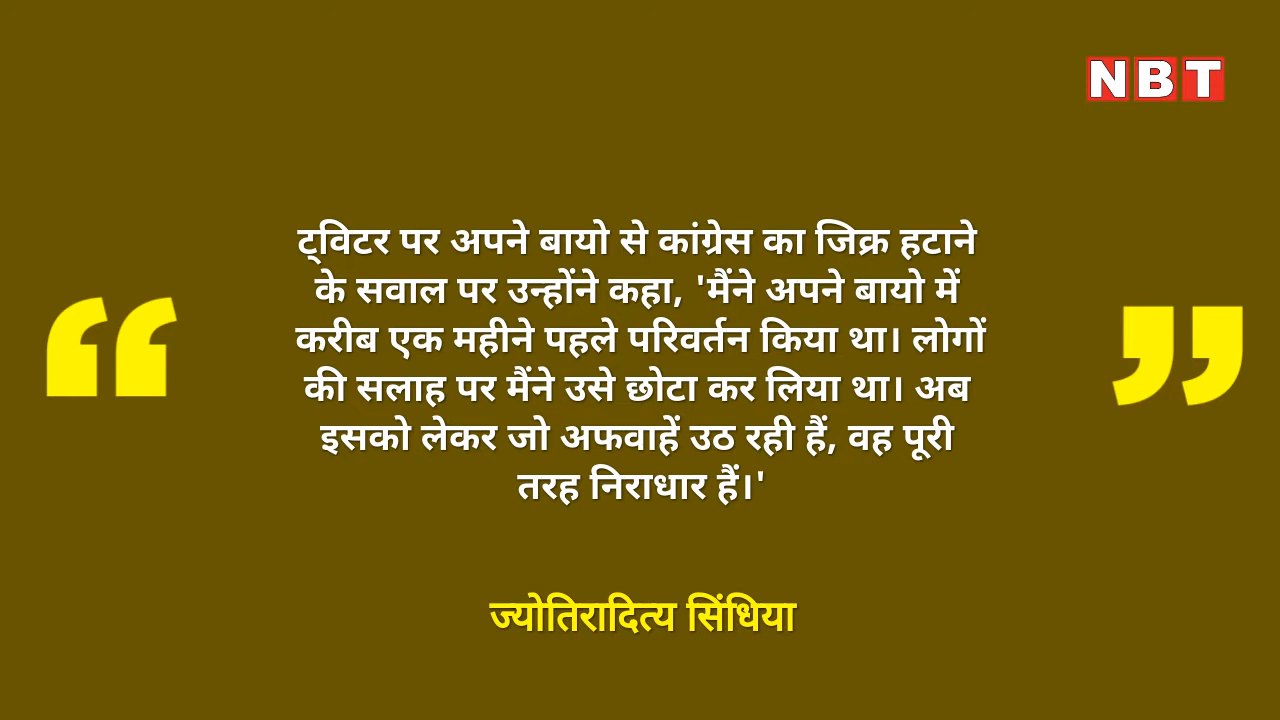 NBT
ट्विटर पर अपने बायो से कांग्रेस का जिक्र हटाने
के सवाल पर उन्होंने कहा, 'मैंने अपने बायो में
करीब एक महीने पहले परिवर्तन किया था। लोगों
की सलाह पर मैंने उसे छोटा कर लिया था। अब
इसको लेकर जो अफवाहें उठ रही हैं, वह पूरी
तरह निराधार हैं।'
ज्योतिरादित्य सिंधिया